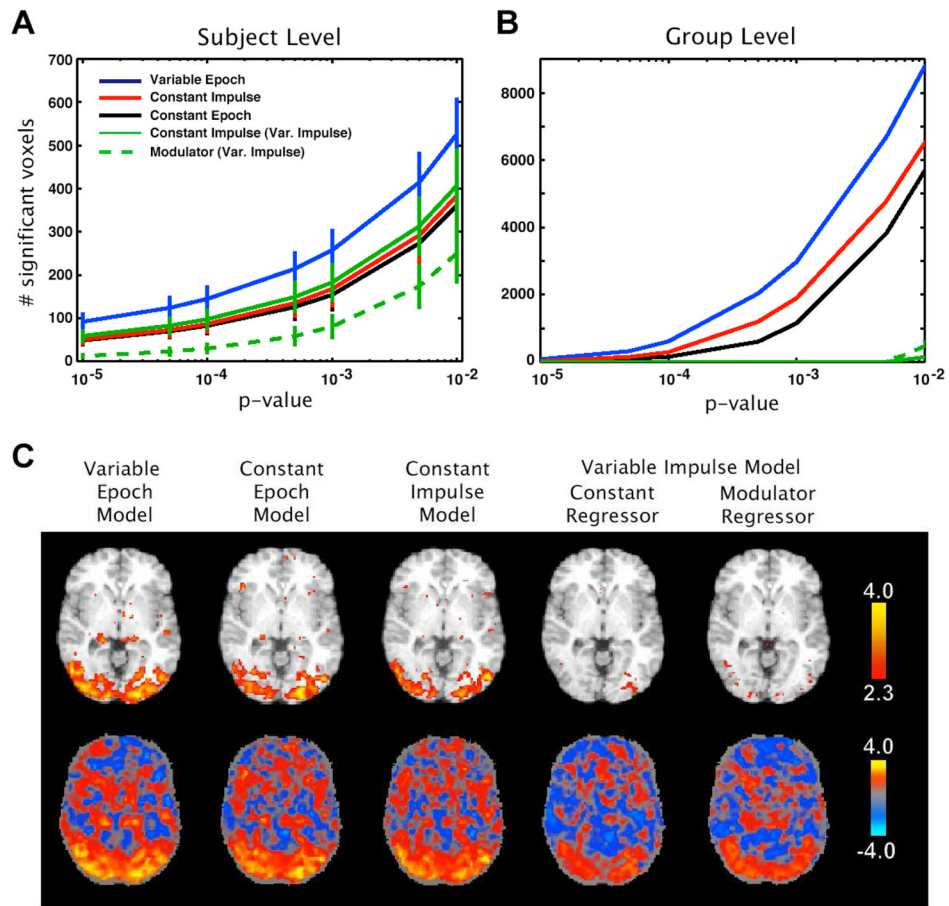 A
Subject Level
700
600
500
400
300
200
100
0
Variable Epoch
Constant Impulse
Constant Epoch
Constant Impulse (Var. Impulse)
Modulator (Var. Impulse)
# significant voxels
10-5
10-4
10-3
10-2
p-value
B
Group Level
8000
6000
4000
2000
0
10-5
10-4
10-3
10-2
p-value
C
Variable
Epoch
Model
Constant
Epoch
Model
Constant
Impulse
Model
Variable Impulse Model
Constant
Regressor
Modulator
Regressor
4.0
2.3
4.0
-4.0